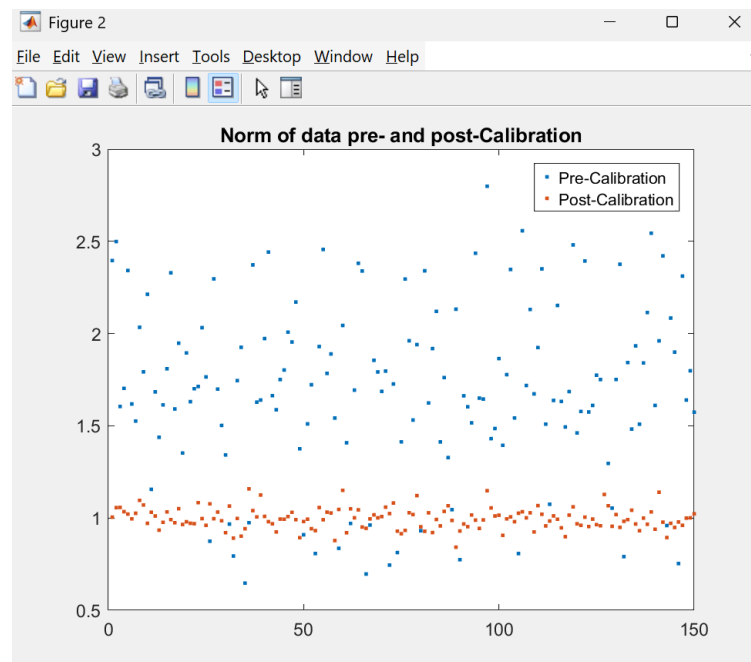 Figure 2
File Edit View Insert Tools Desktop Window Help
Norm of data pre- and post-Calibration
3
2.5
2
1.5
1
0.5
0 50 100 150
Pre-Calibration
Post-Calibration